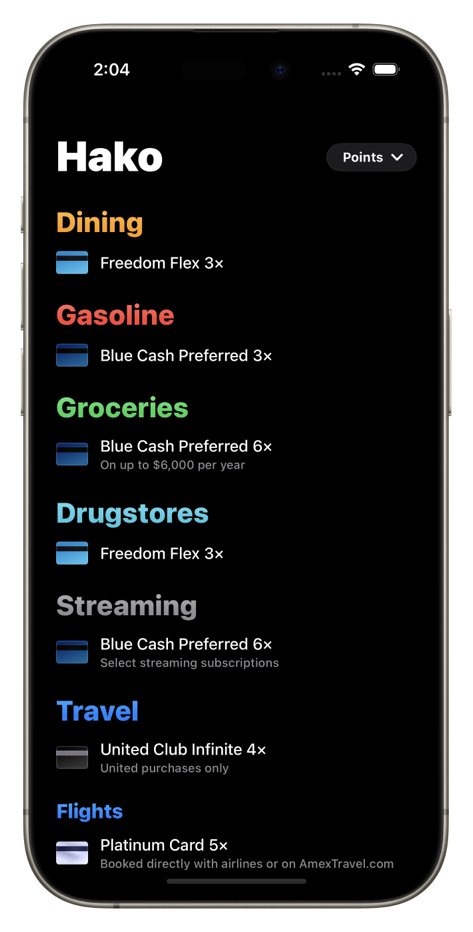 2:04
Hako
Points
Dining
Freedom Flex 3×
Gasoline
Blue Cash Preferred 3×
Groceries
Blue Cash Preferred 6×
On up to $6,000 per year
Drugstores
Freedom Flex 3×
Streaming
Blue Cash Preferred 6×
Select streaming subscriptions
Travel
United Club Infinite 4×
United purchases only
Flights
Platinum Card 5×
Booked directly with airlines or on AmexTravel.com